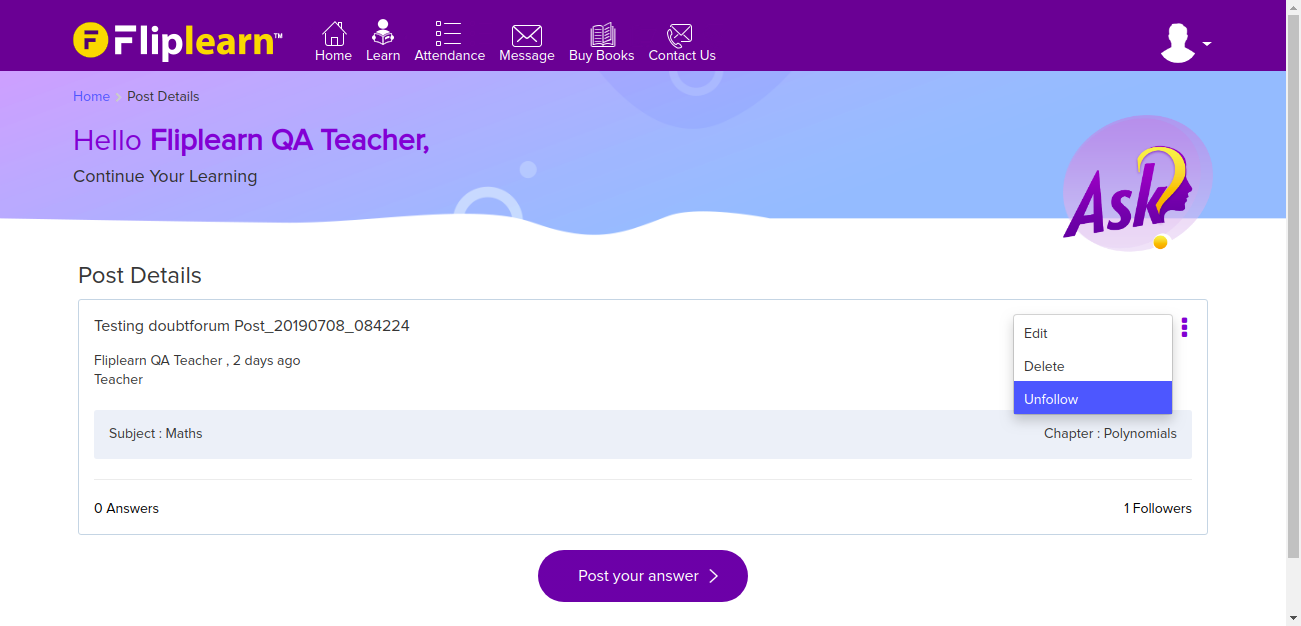 Fliplearn™
Home Learn Attendance Message Buy Books Contact Us
Home Post Details
Hello Fliplearn QA Teacher,
Continue Your Learning
Ask?
Post Details
Testing doubtforum Post_20190708_084224
Edit
Fliplearn QA Teacher , 2 days ago
Delete
Teacher
Unfollow
Subject : Maths Chapter : Polynomials
0 Answers 1 Followers
Post your answer